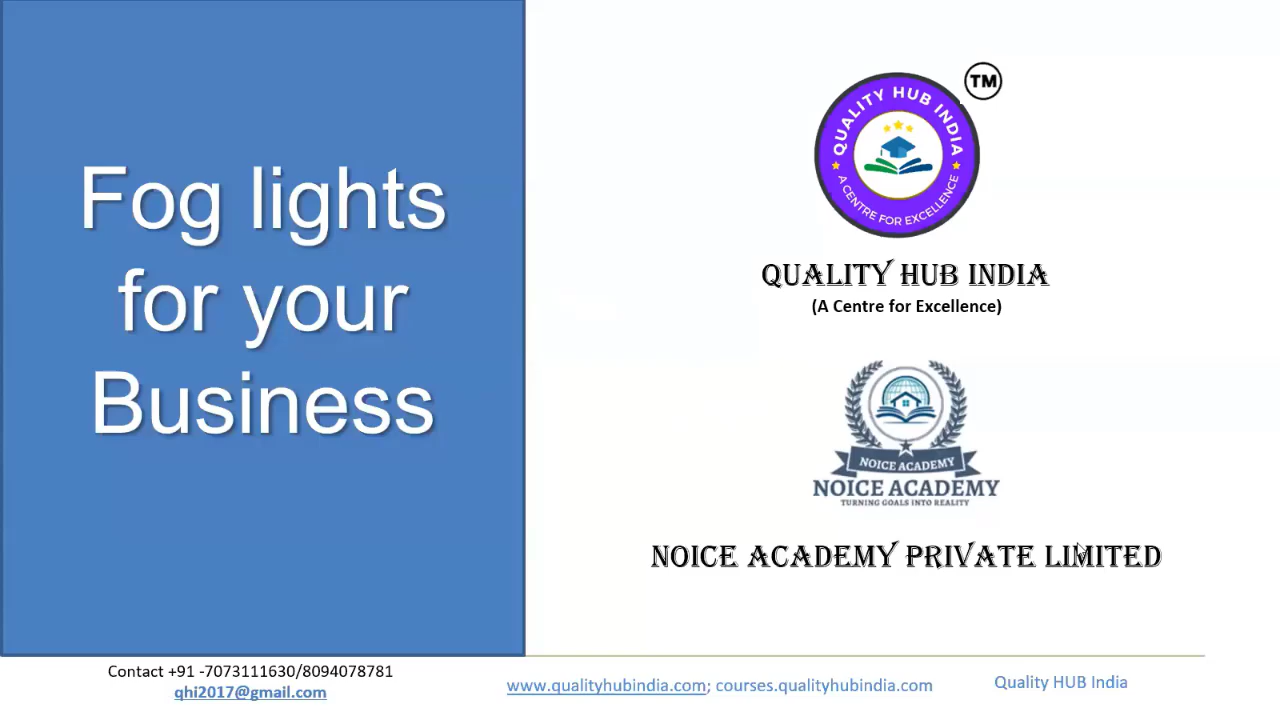 Fog lights
for your
Business
TM
QUALITY HUB INDIA
A CENTRE FOR EXCELLENCE
QUALITY HUB INDIA
(A Centre for Excellence)
NOICE ACADEMY
NOICE ACADEMY
TURNING GOALS INTO REALITY
NOICE ACADEMY PRIVATE LIMITED
Contact +91 -7073111630/8094078781
qhi2017@gmail.com
www.qualityhubindia.com; courses.qualityhubindia.com
Quality HUB India